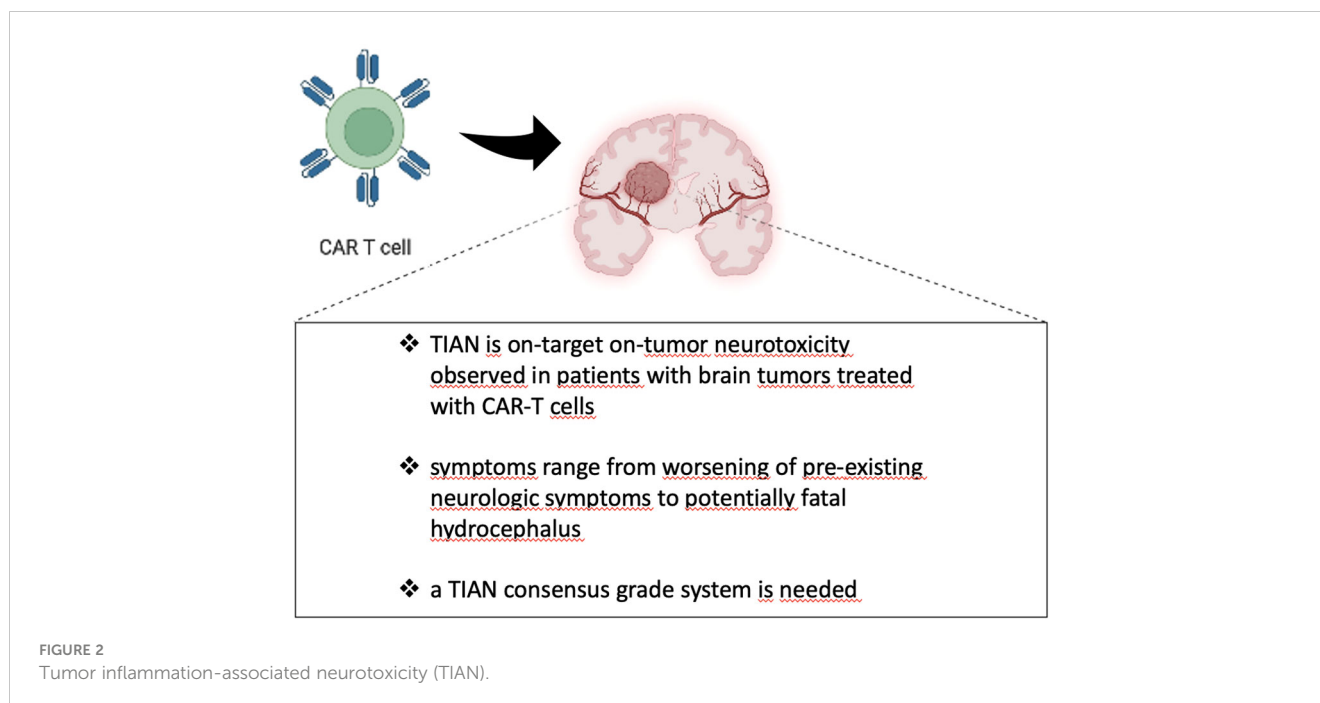 CAR T cell
❖ TIAN is on-target on-tumor neurotoxicity
observed in patients with brain tumors treated
with CAR-T cells
❖ symptoms range from worsening of pre-existing
neurologic symptoms to potentially fatal
hydrocephalus
❖ a TIAN consensus grade system is needed
FIGURE 2
Tumor inflammation-associated neurotoxicity (TIAN).